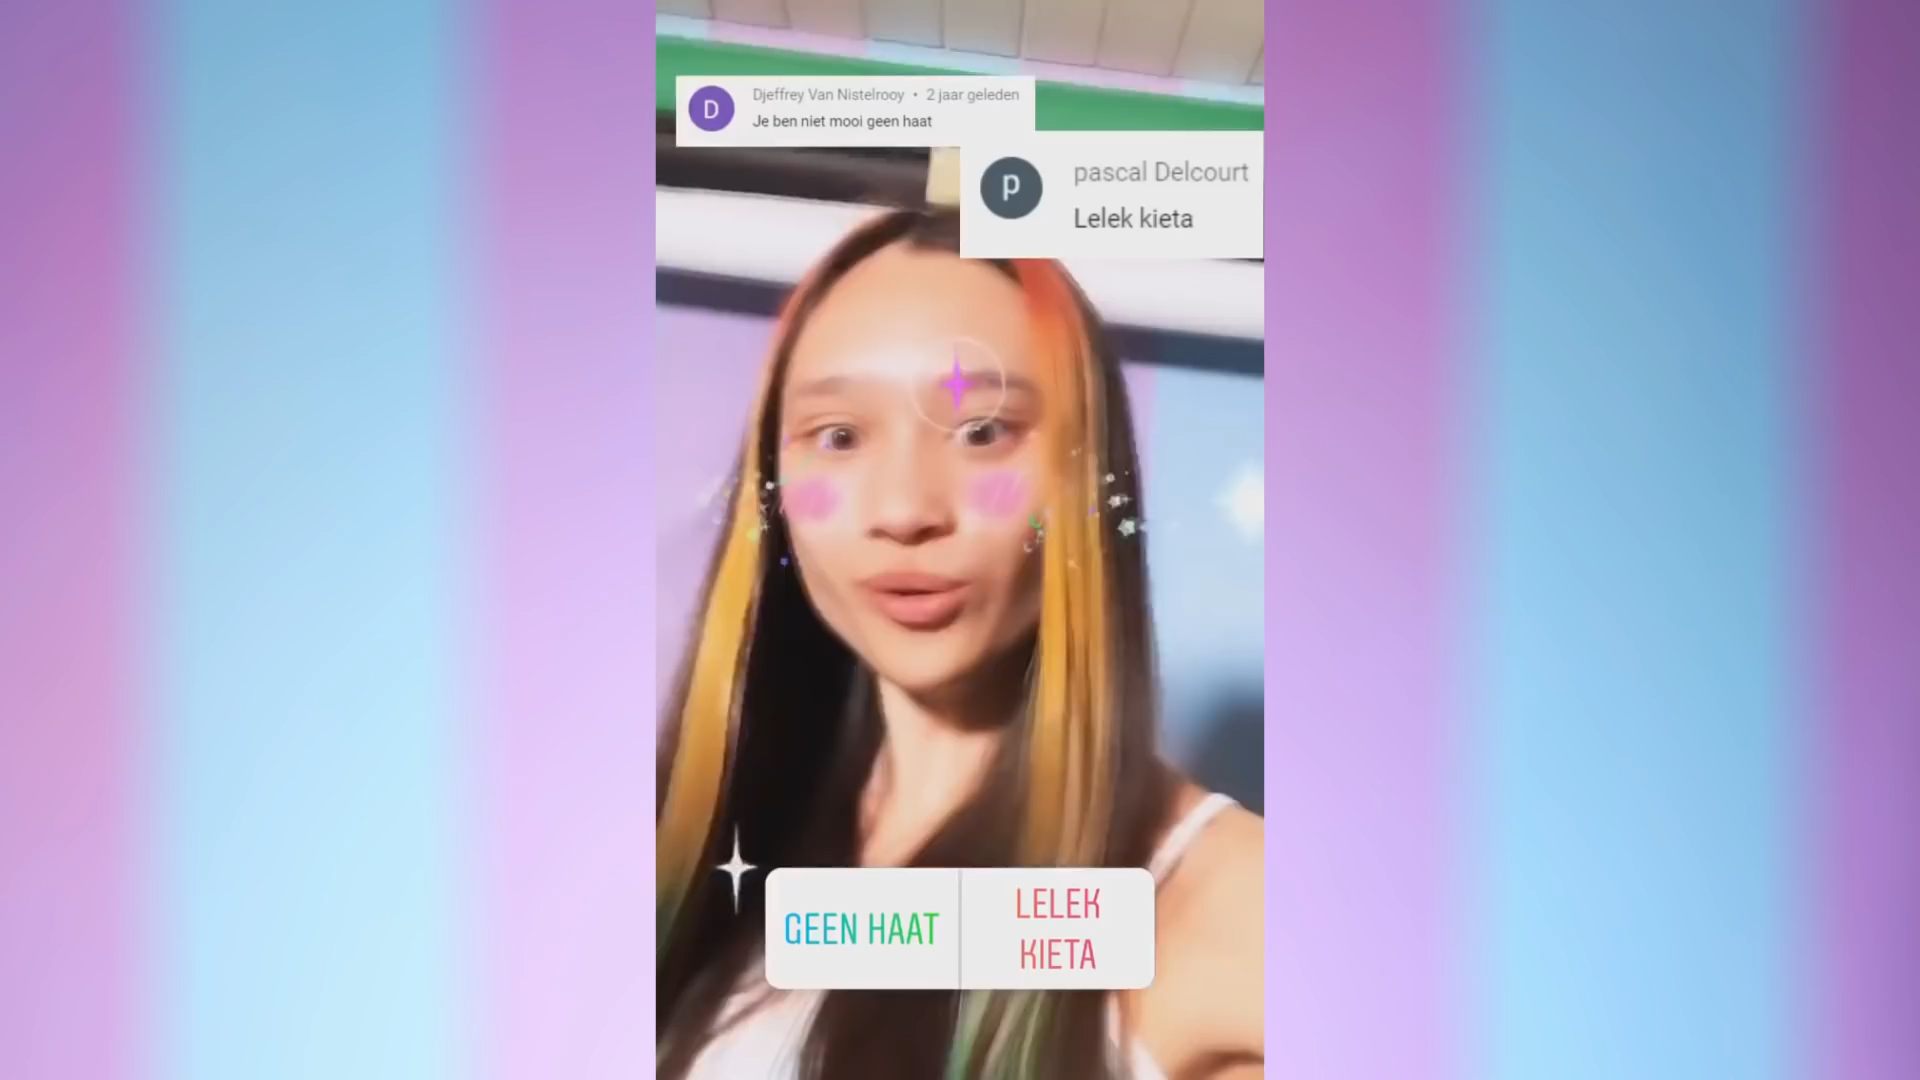 D
Djeffrey Van Nistelrooy • 2 jaar geleden
Je ben niet mooi geen haat
p
pascal Delcourt
Lelek kieta
GEEN HAAT
LELEK
KIETA